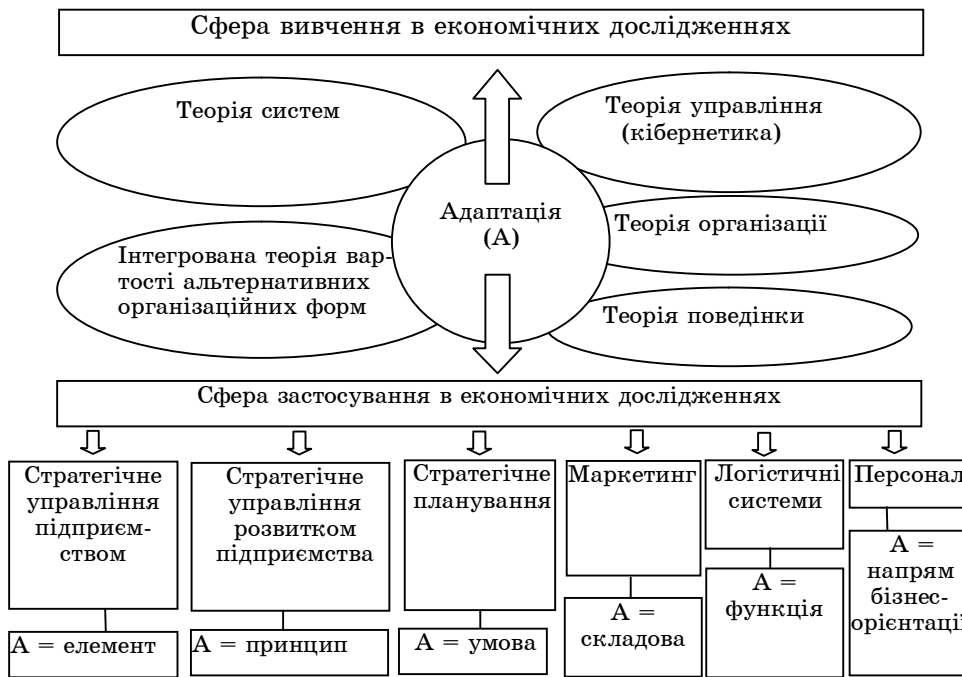 Сфера вивчення в економічних дослідженнях
Теорія систем
Теорія управління
(кібернетика)
Адаптація
(А)
Теорія організації
Інтегрована теорія вар-
тості альтернативних
організаційних форм
Теорія поведінки
Сфера застосування в економічних дослідженнях
Стратегічне
управління
підприєм-
ством
А = елемент
Стратегічне
управління
розвитком
підприємства
А = принцип
Стратегічне
планування
А = умова
Маркетинг
А =
складова
Логістичні
системи
А =
функція
Персонал
А =
напрям
бізнес-
орієнтації